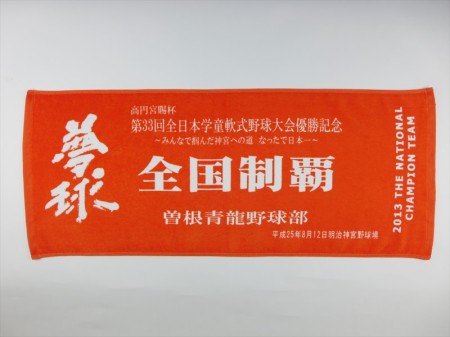 夢球
高円宮賜杯
第33回全日本学童軟式野球大会優勝記念
～みんなで掴んだ神宮への道 なったで日本一～
全国制覇
曽根青龍野球部
平成25年8月12日明治神宮野球場
2013 THE NATIONAL
CHAMPION TEAM